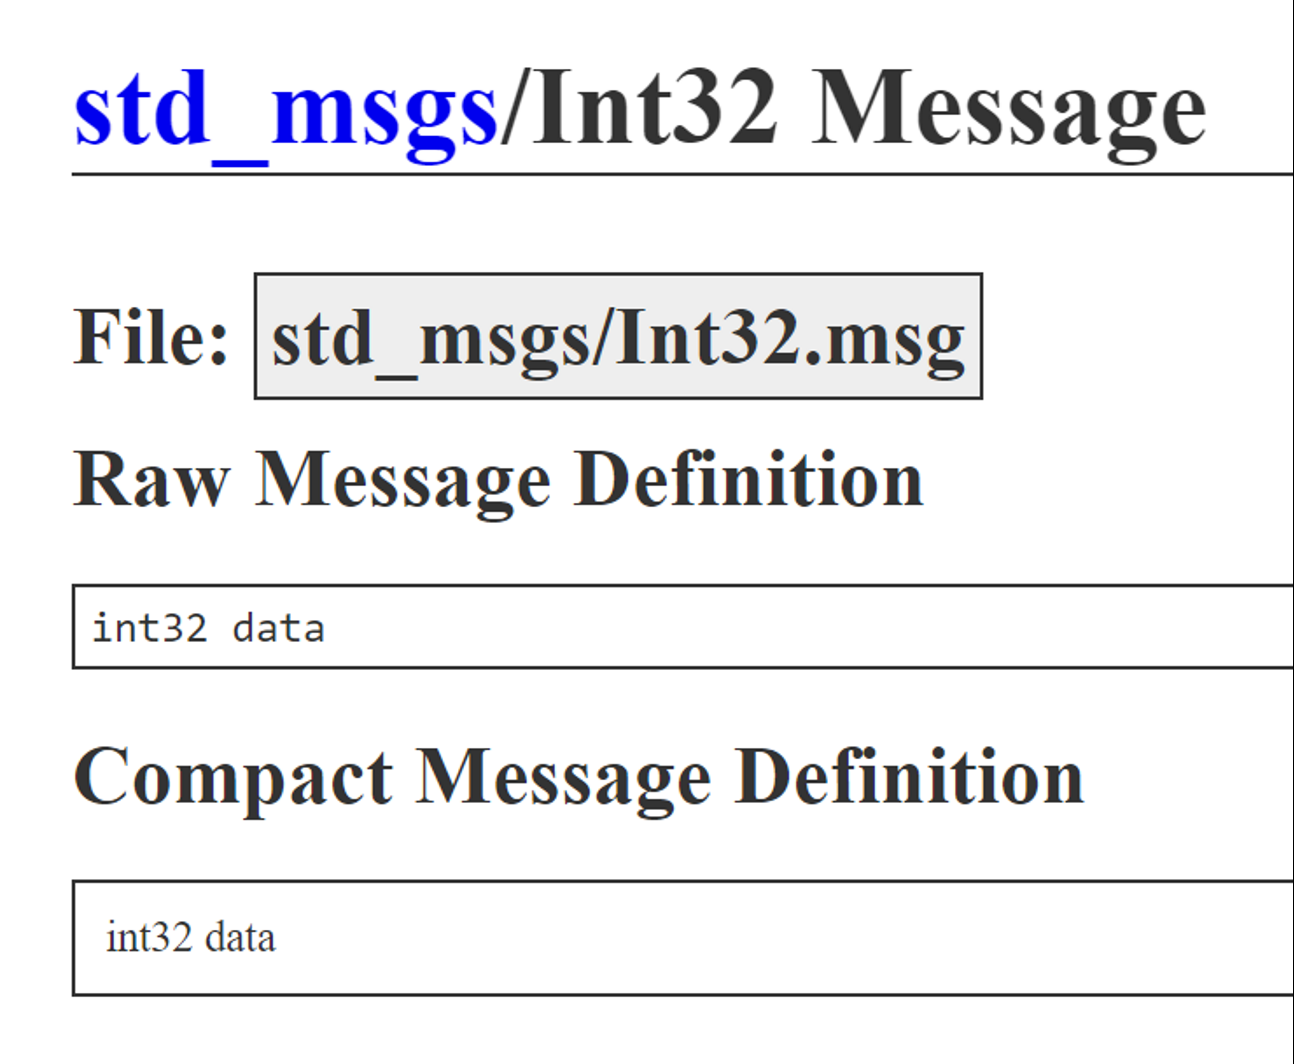 std_msgs/Int32 Message
File: std_msgs/Int32.msg
Raw Message Definition
int32 data
Compact Message Definition
int32 data